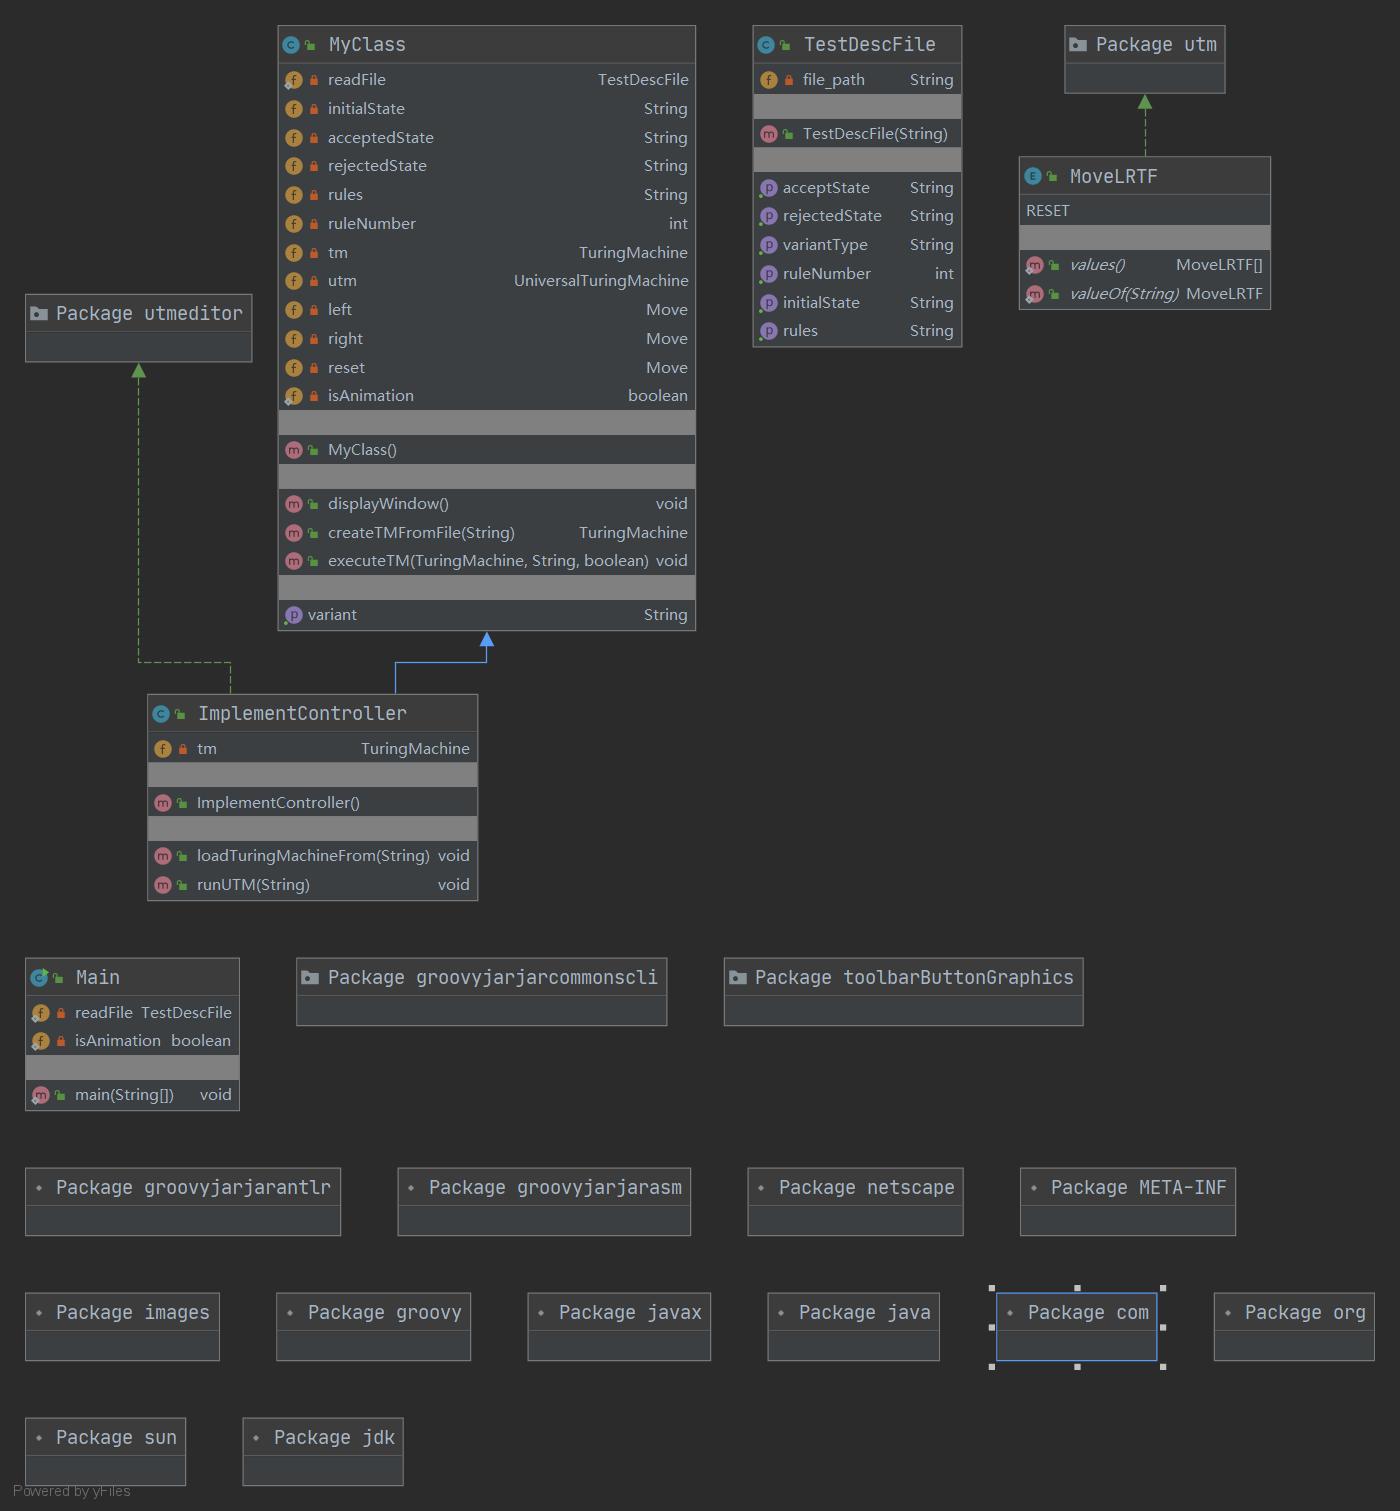 MyClass
readFile TestDescFile
initialState String
acceptedState String
rejectedState String
rules String
ruleNumber int
tm TuringMachine
utm UniversalTuringMachine
left Move
right Move
reset Move
isAnimation boolean
MyClass()
displayWindow() void
createTMFromFile(String) TuringMachine
executeTM(TuringMachine, String, boolean) void
variant String
TestDescFile
file_path String
TestDescFile(String)
acceptState String
rejectedState String
variantType String
ruleNumber int
initialState String
rules String
Package utm
MoveLRTF
RESET
values() MoveLRTF[]
valueOf(String) MoveLRTF
Package utmeditor
ImplementController
tm TuringMachine
ImplementController()
loadTuringMachineFrom(String) void
runUTM(String) void
Main
readFile TestDescFile
isAnimation boolean
main(String[]) void
Package groovyjarjarcommonscli
Package toolbarButtonGraphics
Package groovyjarjarantlr
Package groovyjarjarasm
Package netscape
Package META-INF
Package images
Package groovy
Package javax
Package java
Package com
Package org
Package sun
Package jdk
Powered by yFiles